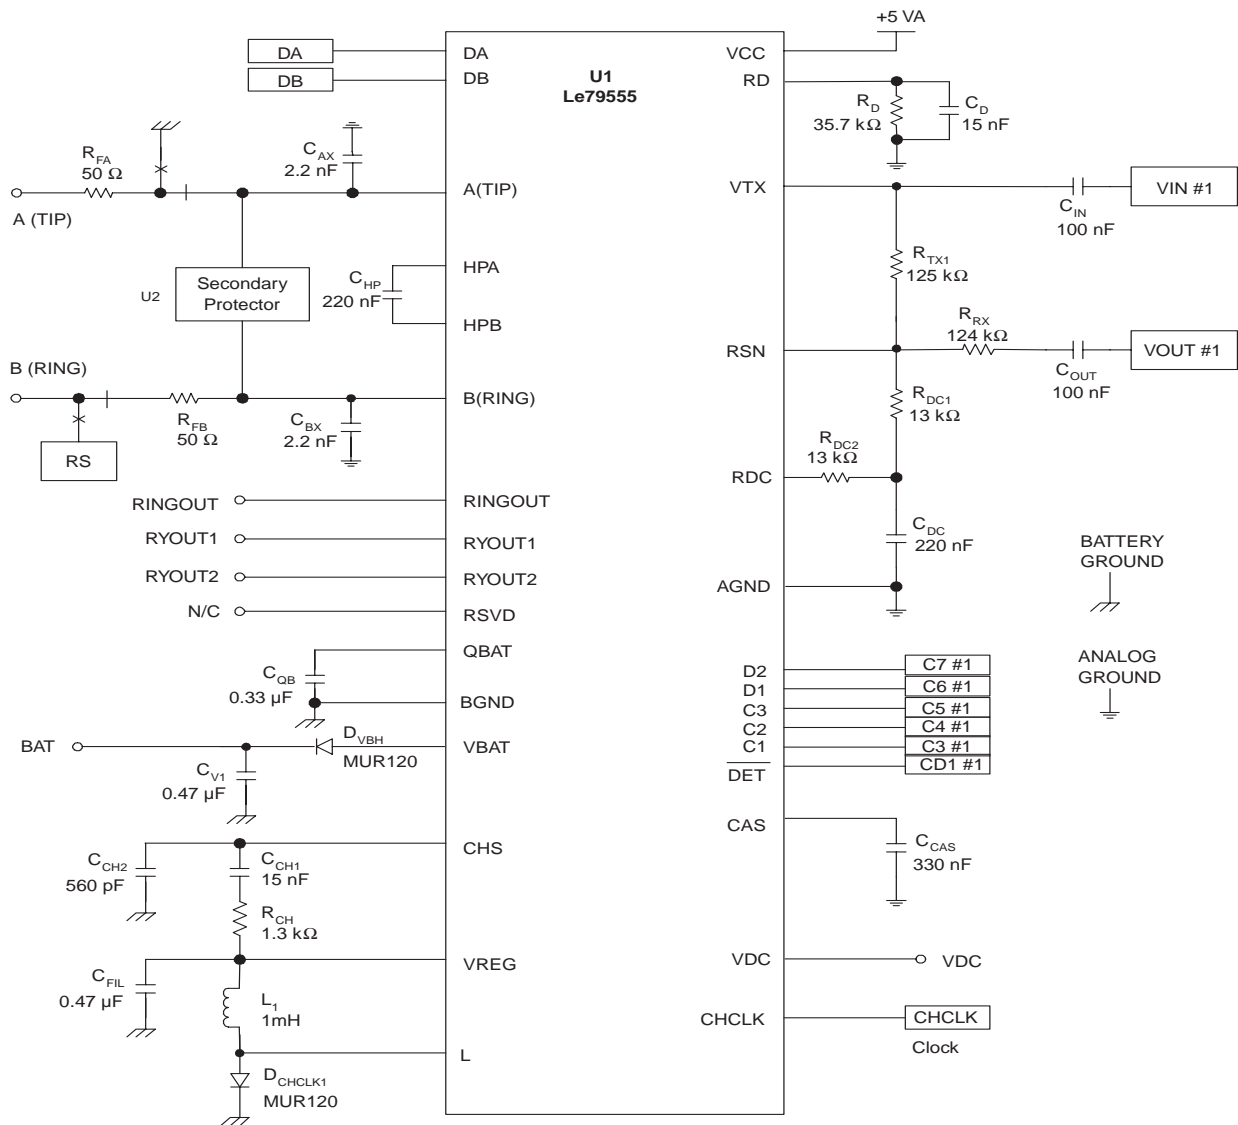 +5 VA
U1
Le79555
DA
DB
DA
DB
VCC
RD
R_D
35.7 kΩ
C_D
15 nF
R_FA
50 Ω
C_AX
2.2 nF
A (TIP)
A(TIP)
VTX
C_IN
100 nF
VIN #1
U2
Secondary
Protector
C_HP
220 nF
HPA
HPB
R_TX1
125 kΩ
R_RX
124 kΩ
RSN
C_OUT
100 nF
VOUT #1
B (RING)
R_FB
50 Ω
C_BX
2.2 nF
RS
B(RING)
R_DC1
13 kΩ
R_DC2
13 kΩ
RDC
C_DC
220 nF
AGND
RINGOUT
RINGOUT
RYOUT1
RYOUT1
RYOUT2
RYOUT2
N/C
RSVD
BATTERY
GROUND
ANALOG
GROUND
C_QB
0.33 µF
QBAT
BGND
BAT
D_VBH
MUR120
VBAT
C_V1
0.47 µF
D2
C7 #1
D1
C6 #1
C3
C5 #1
C2
C4 #1
C1
C3 #1
DET
CD1 #1
CAS
C_CAS
330 nF
CHS
C_CH2
560 pF
C_CH1
15 nF
R_CH
1.3 kΩ
VREG
C_FIL
0.47 µF
L_1
1mH
L
D_CHCLK1
MUR120
VDC
VDC
CHCLK
CHCLK
Clock